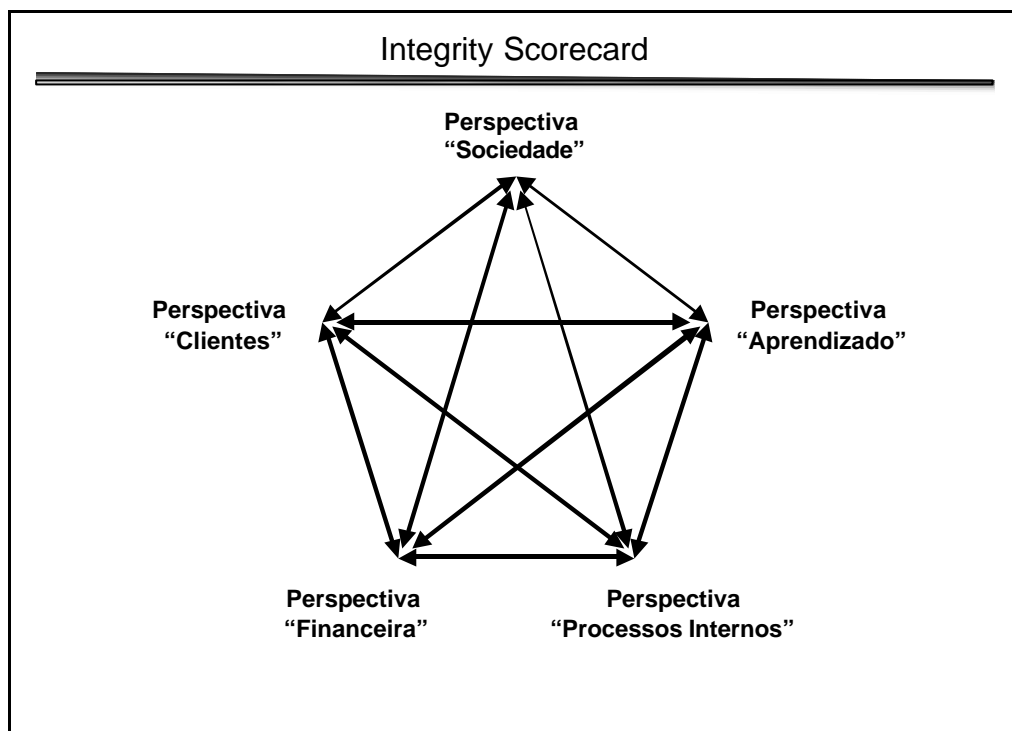 Integrity Scorecard
Perspectiva
“Sociedade”
Perspectiva
“Clientes”
Perspectiva
“Aprendizado”
Perspectiva
“Financeira”
Perspectiva
“Processos Internos”